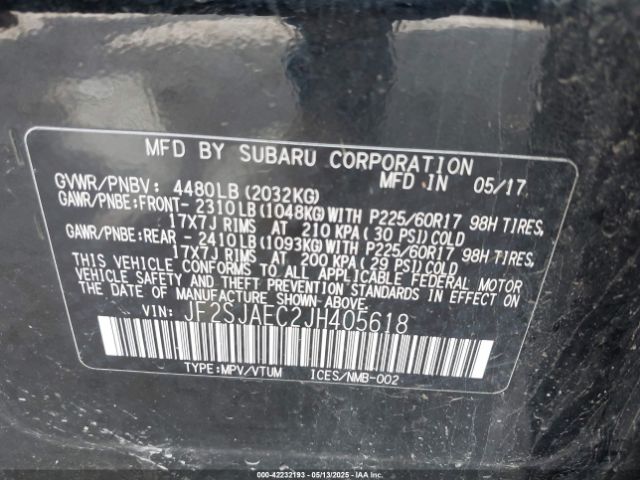 MFD BY SUBARU CORPORATION
MFD IN 05/17
GVWR/PNBV: 4480LB(2032KG)
GAWR/PNBE:FRONT- 2310LB(1048KG)WITH P225/60R17 98H TIRES,
17X7J RIMS AT 210 KPA(30 PSI)COLD
GAWR/PNBE:REAR - 2410LB(1093KG)WITH P225/60R17 98H TIRES,
17X7J RIMS AT 200 KPA(29 PSI)COLD
THIS VEHICLE CONFORMS TO ALL APPLICABLE FEDERAL MOTOR
VEHICLE SAFETY AND THEFT PREVENTION STANDARDS IN EFFECT
ON THE DATE OF MANUFACTURE SHOWN ABOVE.
VIN: JF2SJAEC2JH405618
TYPE:MPV/VTUM ICES/NMB-002
000-42232193 - 05/13/2025 - IAABC.CA